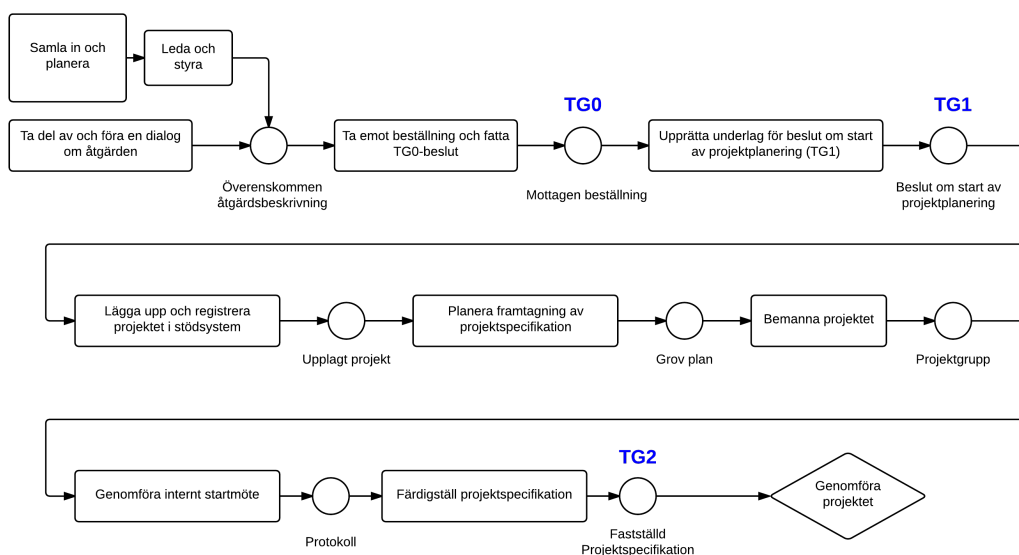 Samla in och
planera
Leda och
styra
Ta del av och föra en dialog
om åtgärden
Överenskommen
åtgärdsbeskrivning
Ta emot beställning och fatta
TG0-beslut
TG0
Mottagen beställning
Upprätta underlag för beslut om start
av projektplanering (TG1)
TG1
Beslut om start av
projektplanering
Lägga upp och registrera
projektet i stödsystem
Upplagt projekt
Planera framtagning av
projektspecifikation
Grov plan
Bemanna projektet
Projektgrupp
Genomföra internt startmöte
Protokoll
Färdigställ projektspecifikation
TG2
Fastställd
Projektspecifikation
Genomföra
projektet